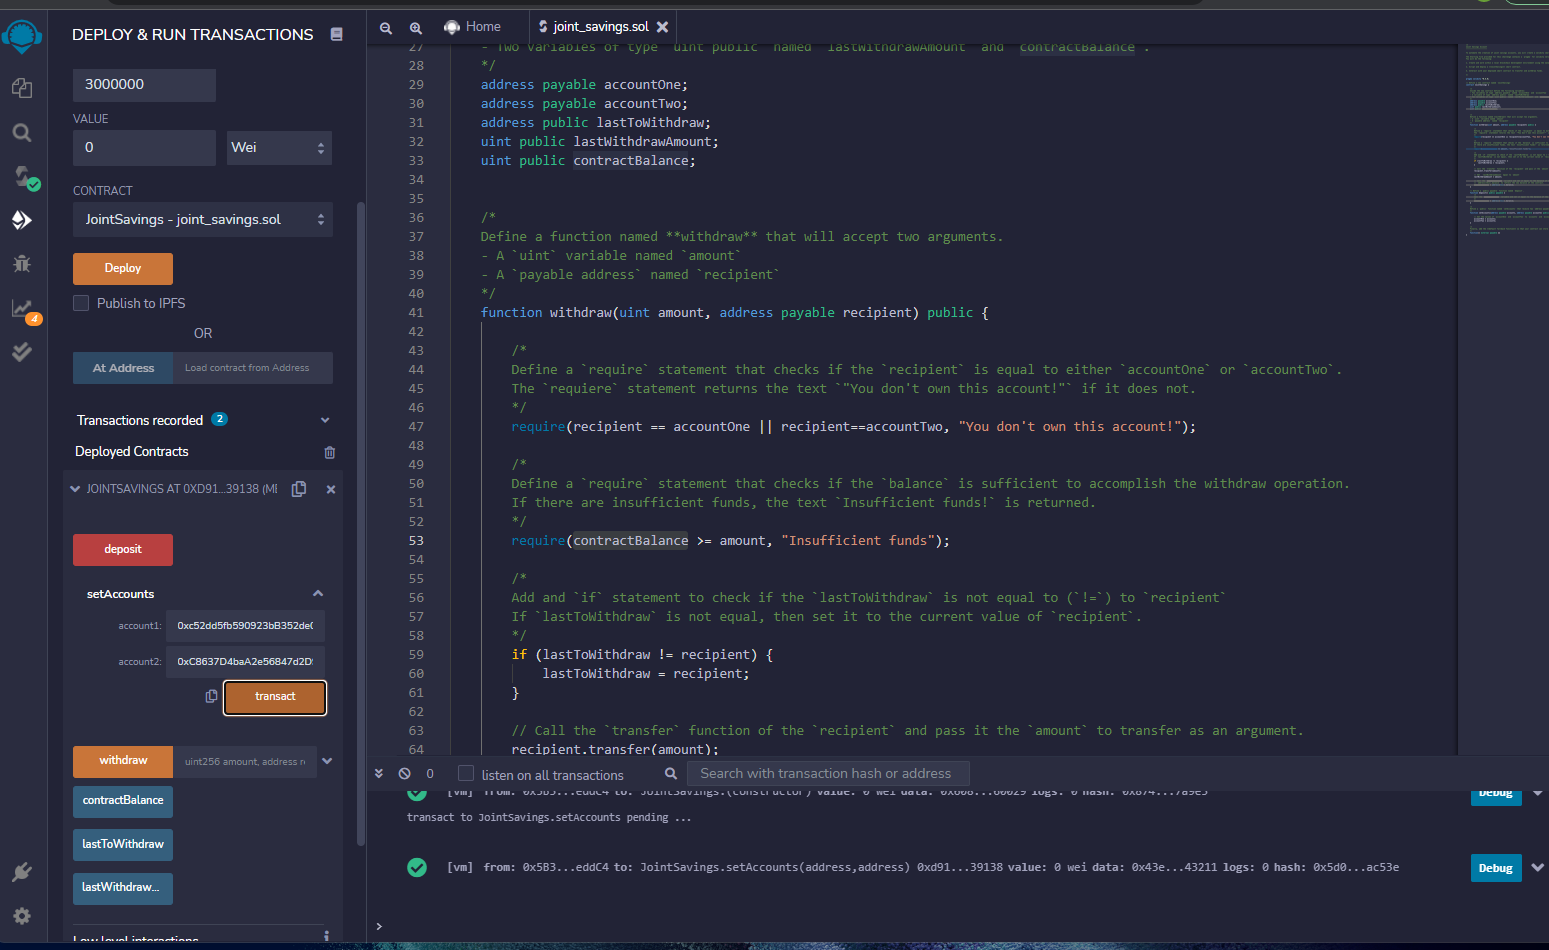 DEPLOY & RUN TRANSACTIONS
3000000
VALUE
0
Wei
CONTRACT
JointSavings - joint_savings.sol
Deploy
Publish to IPFS
OR
At Address
Load contract from Address
Transactions recorded 2
Deployed Contracts
JOINTSAVINGS AT 0XD91...39138 (ME
deposit
setAccounts
account1:
0xc52dd5fb590923bB352de0
account2:
0xC8637D4baA2e56847d2D
transact
withdraw
uint256 amount, address re
contractBalance
lastToWithdraw
lastWithdraw...
Low level interactions
i
4
Home
joint_savings.sol
27 - Two variables of type `uint public` named `lastWithdrawAmount` and `contractBalance`.
28 */
29 address payable accountOne;
30 address payable accountTwo;
31 address public lastToWithdraw;
32 uint public lastWithdrawAmount;
33 uint public contractBalance;
34
35
36 /*
37 Define a function named **withdraw** that will accept two arguments.
38 - A `uint` variable named `amount`
39 - A `payable address` named `recipient`
40 */
41 function withdraw(uint amount, address payable recipient) public {
42
43 /*
44 Define a `require` statement that checks if the `recipient` is equal to either `accountOne` or `accountTwo`.
45 The `requiere` statement returns the text `"You don't own this account!"` if it does not.
46 */
47 require(recipient == accountOne || recipient==accountTwo, "You don't own this account!");
48
49 /*
50 Define a `require` statement that checks if the `balance` is sufficient to accomplish the withdraw operation.
51 If there are insufficient funds, the text `Insufficient funds!` is returned.
52 */
53 require(contractBalance >= amount, "Insufficient funds");
54
55 /*
56 Add and `if` statement to check if the `lastToWithdraw` is not equal to (`!=`) to `recipient`
57 If `lastToWithdraw` is not equal, then set it to the current value of `recipient`.
58 */
59 if (lastToWithdraw != recipient) {
60 lastToWithdraw = recipient;
61 }
62
63 // Call the `transfer` function of the `recipient` and pass it the `amount` to transfer as an argument.
64 recipient.transfer(amount);
0
listen on all transactions
Search with transaction hash or address
[vm] from: 0x5B3...eddC4 to: JointSavings.(constructor) value: 0 wei data: 0x608...60029 logs: 0 hash: 0x874...7a9e5
Debug
transact to JointSavings.setAccounts pending ...
[vm] from: 0x5B3...eddC4 to: JointSavings.setAccounts(address,address) 0xd91...39138 value: 0 wei data: 0x43e...43211 logs: 0 hash: 0x5d0...ac53e
Debug
>